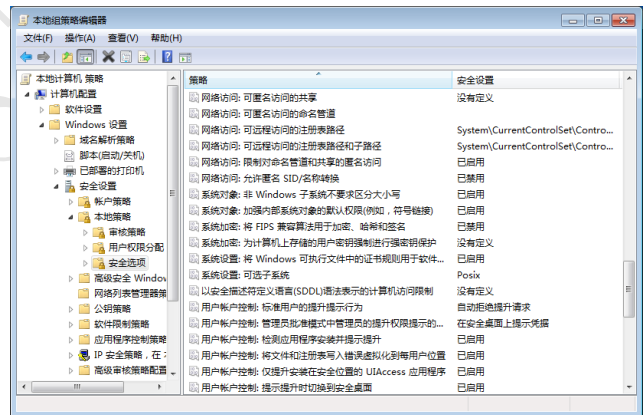 本地组策略编辑器
文件(F) 操作(A) 查看(V) 帮助(H)
本地计算机 策略
计算机配置
软件设置
Windows 设置
域名解析策略
脚本(启动/关机)
已部署的打印机
安全设置
帐户策略
本地策略
审核策略
用户权限分配
安全选项
高级安全 Window
网络列表管理器策
公钥策略
软件限制策略
应用程序控制策略
IP 安全策略，在
高级审核策略配置
策略 安全设置
网络访问: 可匿名访问的共享 没有定义
网络访问: 可匿名访问的命名管道
网络访问: 可远程访问的注册表路径 System\CurrentControlSet\Contro...
网络访问: 可远程访问的注册表路径和子路径 System\CurrentControlSet\Contro...
网络访问: 限制对命名管道和共享的匿名访问 已启用
网络访问: 允许匿名 SID/名称转换 已禁用
系统对象: 非 Windows 子系统不要求区分大小写 已启用
系统对象: 加强内部系统对象的默认权限(例如，符号链接) 已启用
系统加密: 将 FIPS 兼容算法用于加密、哈希和签名 已禁用
系统加密: 为计算机上存储的用户密钥强制进行强密钥保护 没有定义
系统设置: 将 Windows 可执行文件中的证书规则用于软件... 已启用
系统设置: 可选子系统 Posix
以安全描述符定义语言(SDDL)语法表示的计算机访问限制 没有定义
用户帐户控制: 标准用户的提升提示行为 自动拒绝提升请求
用户帐户控制: 管理员批准模式中管理员的提升权限提示的... 在安全桌面上提示凭据
用户帐户控制: 检测应用程序安装并提示提升 已启用
用户帐户控制: 将文件和注册表写入错误虚拟化到每用户位置 已启用
用户帐户控制: 仅提升安装在安全位置的 UIAccess 应用程序 已启用
用户帐户控制: 提示提升时切换到安全桌面 已启用